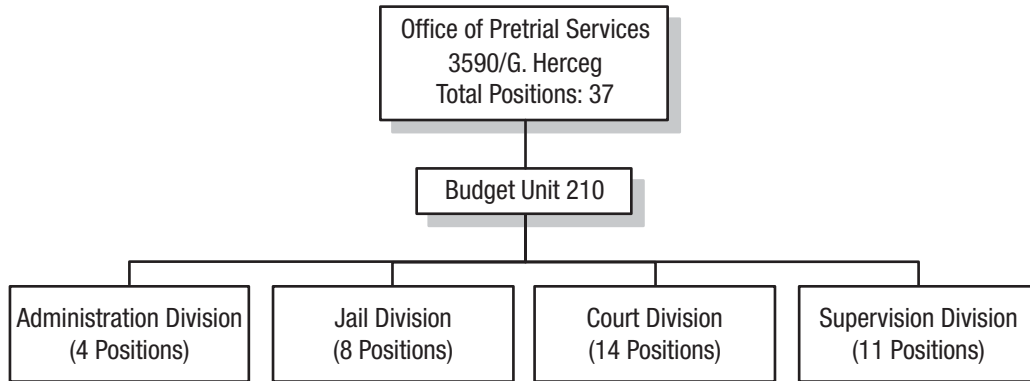 Office of Pretrial Services
3590/G. Herceg
Total Positions: 37
Budget Unit 210
Administration Division
(4 Positions)
Jail Division
(8 Positions)
Court Division
(14 Positions)
Supervision Division
(11 Positions)